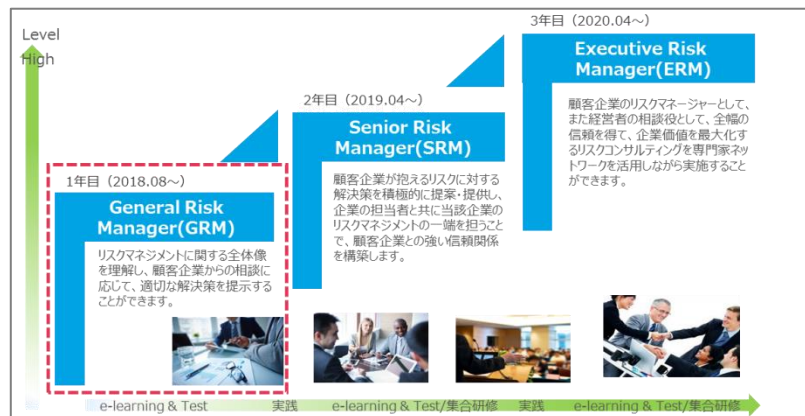 Level
High
3年目（2020.04～）
Executive Risk
Manager(ERM)
顧客企業のリスクマネージャーとして、
また経営者の相談役として、全幅の
信頼を得て、企業価値を最大化す
るリスクコンサルティングを専門家ネッ
トワークを活用しながら実施すること
ができます。
2年目（2019.04～）
Senior Risk
Manager(SRM)
顧客企業が抱えるリスクに対する
解決策を積極的に提案・提供し、
企業の担当者と共に当該企業の
リスクマネジメントの一端を担うこと
で、顧客企業との強い信頼関係
を構築します。
1年目（2018.08～）
General Risk
Manager(GRM)
リスクマネジメントに関する全体像
を理解し、顧客企業からの相談に
応じて、適切な解決策を提示する
ことができます。
e-learning & Test　実践　e-learning & Test/集合研修　実践　e-learning & Test/集合研修